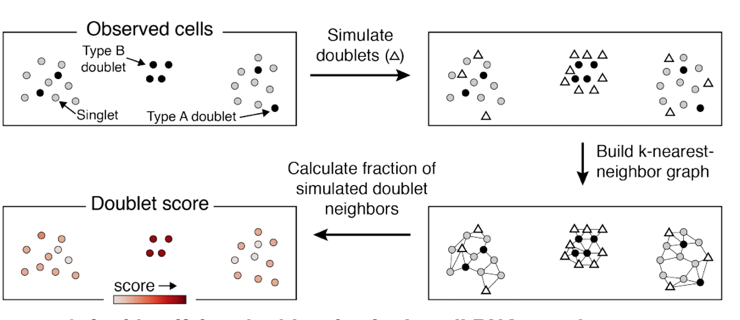 Observed cells
Type B
doublet
Singlet
Type A doublet
Simulate
doublets (△)
Build k-nearest-
neighbor graph
Calculate fraction of
simulated doublet
neighbors
Doublet score
score